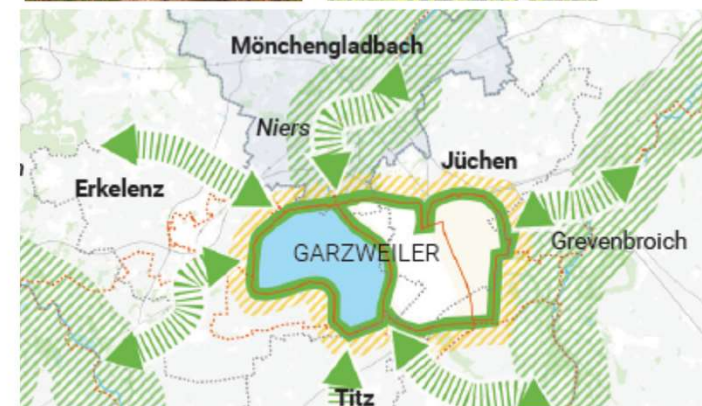 Mönchengladbach
Niers
Jüchen
Erkelenz
Grevenbroich
GARZWEILER
Titz